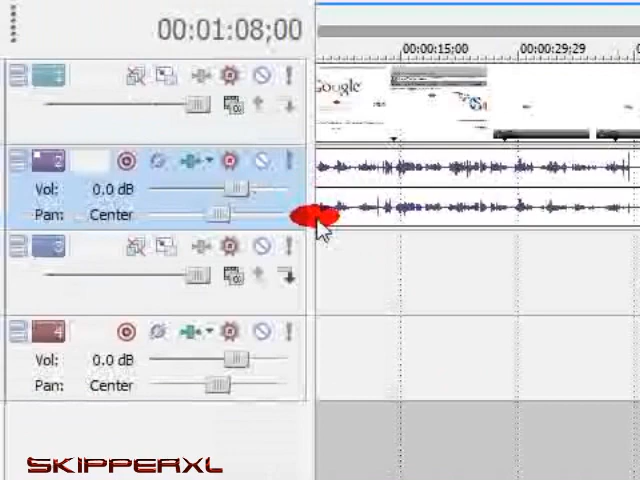 00:01:08;00
00:00:15;00
00:00:29;29
Google
2
Vol: 0.0 dB
Pan: Center
3
4
Vol: 0.0 dB
Pan: Center
SKIPPERXL